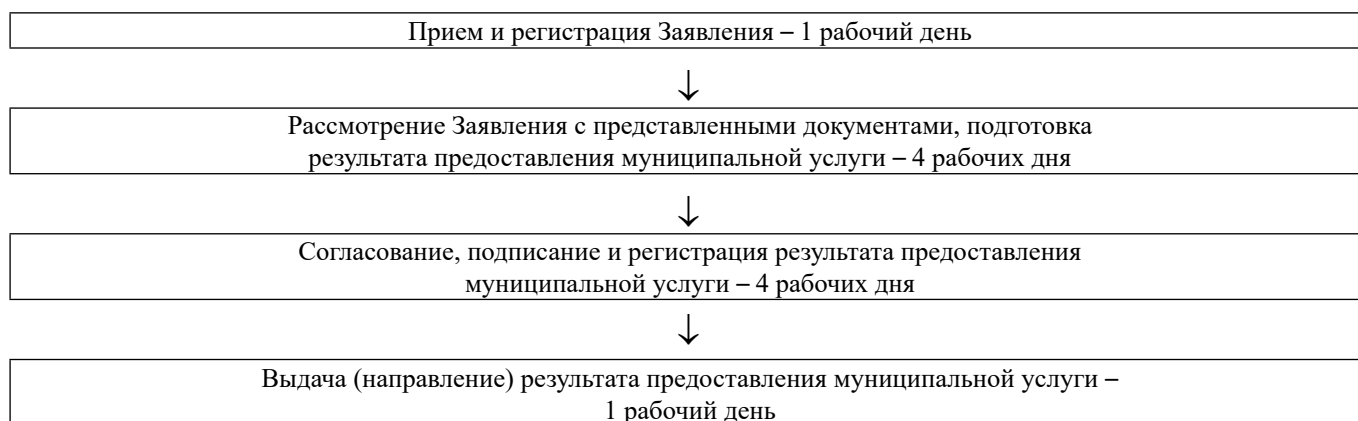 Прием и регистрация Заявления – 1 рабочий день
↓
Рассмотрение Заявления с представленными документами, подготовка
результата предоставления муниципальной услуги – 4 рабочих дня
↓
Согласование, подписание и регистрация результата предоставления
муниципальной услуги – 4 рабочих дня
↓
Выдача (направление) результата предоставления муниципальной услуги –
1 рабочий день